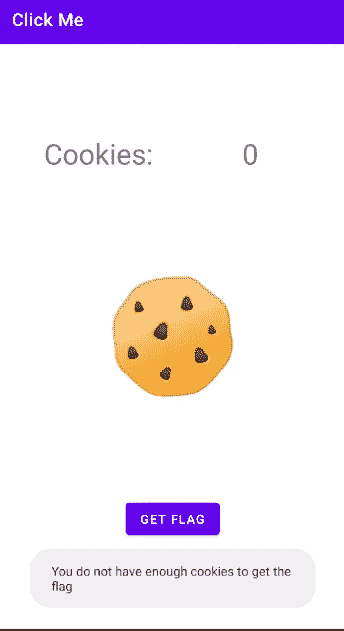 Click Me
Cookies: 0
GET FLAG
You do not have enough cookies to get the
flag